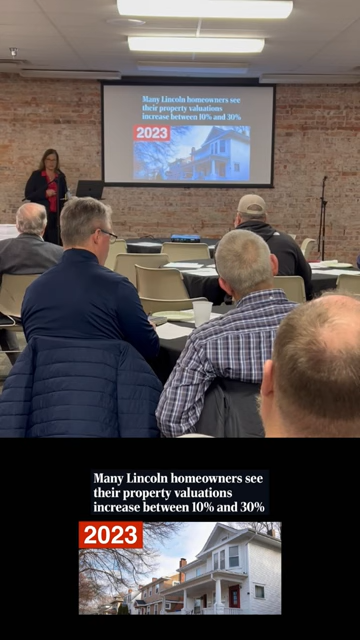 Many Lincoln homeowners see
their property valuations
increase between 10% and 30%
2023
Many Lincoln homeowners see
their property valuations
increase between 10% and 30%
2023